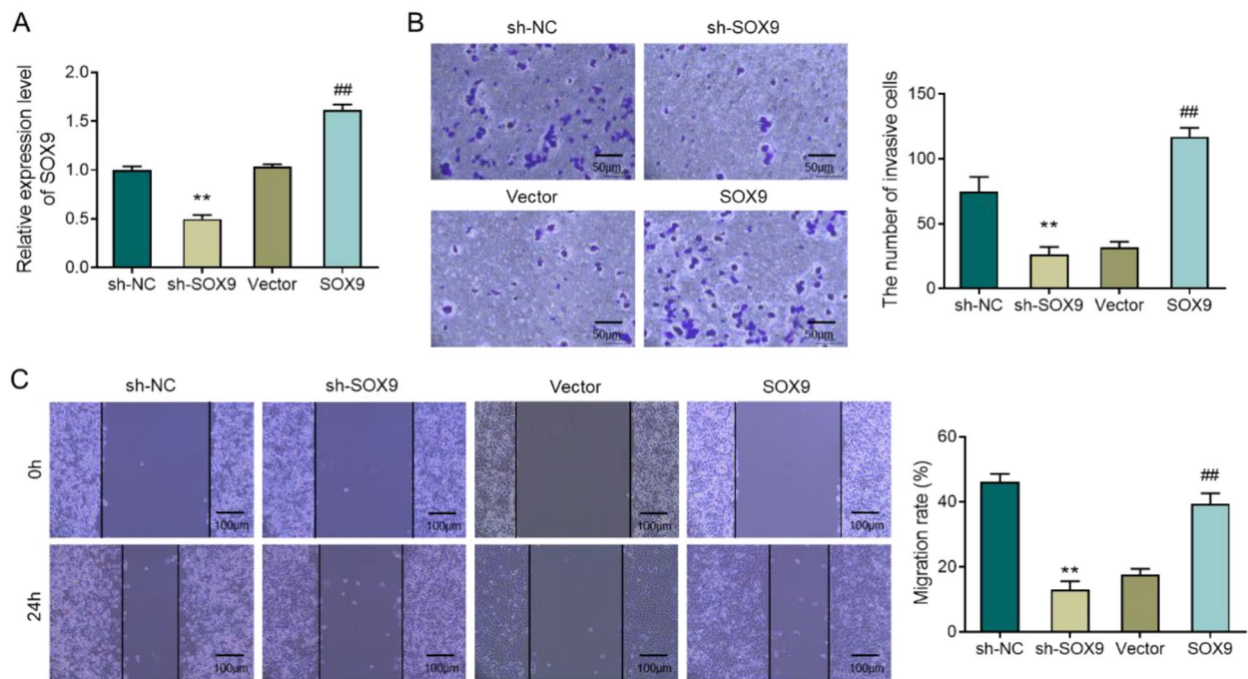 A
Relative expression level
of SOX9
2.0
1.5
1.0
0.5
0.0
**
##
sh-NC
sh-SOX9
Vector
SOX9
B
sh-NC
sh-SOX9
50μm
50μm
Vector
SOX9
50μm
50μm
The number of invasive cells
150
100
50
0
**
##
sh-NC
sh-SOX9
Vector
SOX9
C
sh-NC
sh-SOX9
Vector
SOX9
0h
100μm
100μm
100μm
100μm
24h
100μm
100μm
100μm
100μm
Migration rate (%)
60
40
20
0
**
##
sh-NC
sh-SOX9
Vector
SOX9